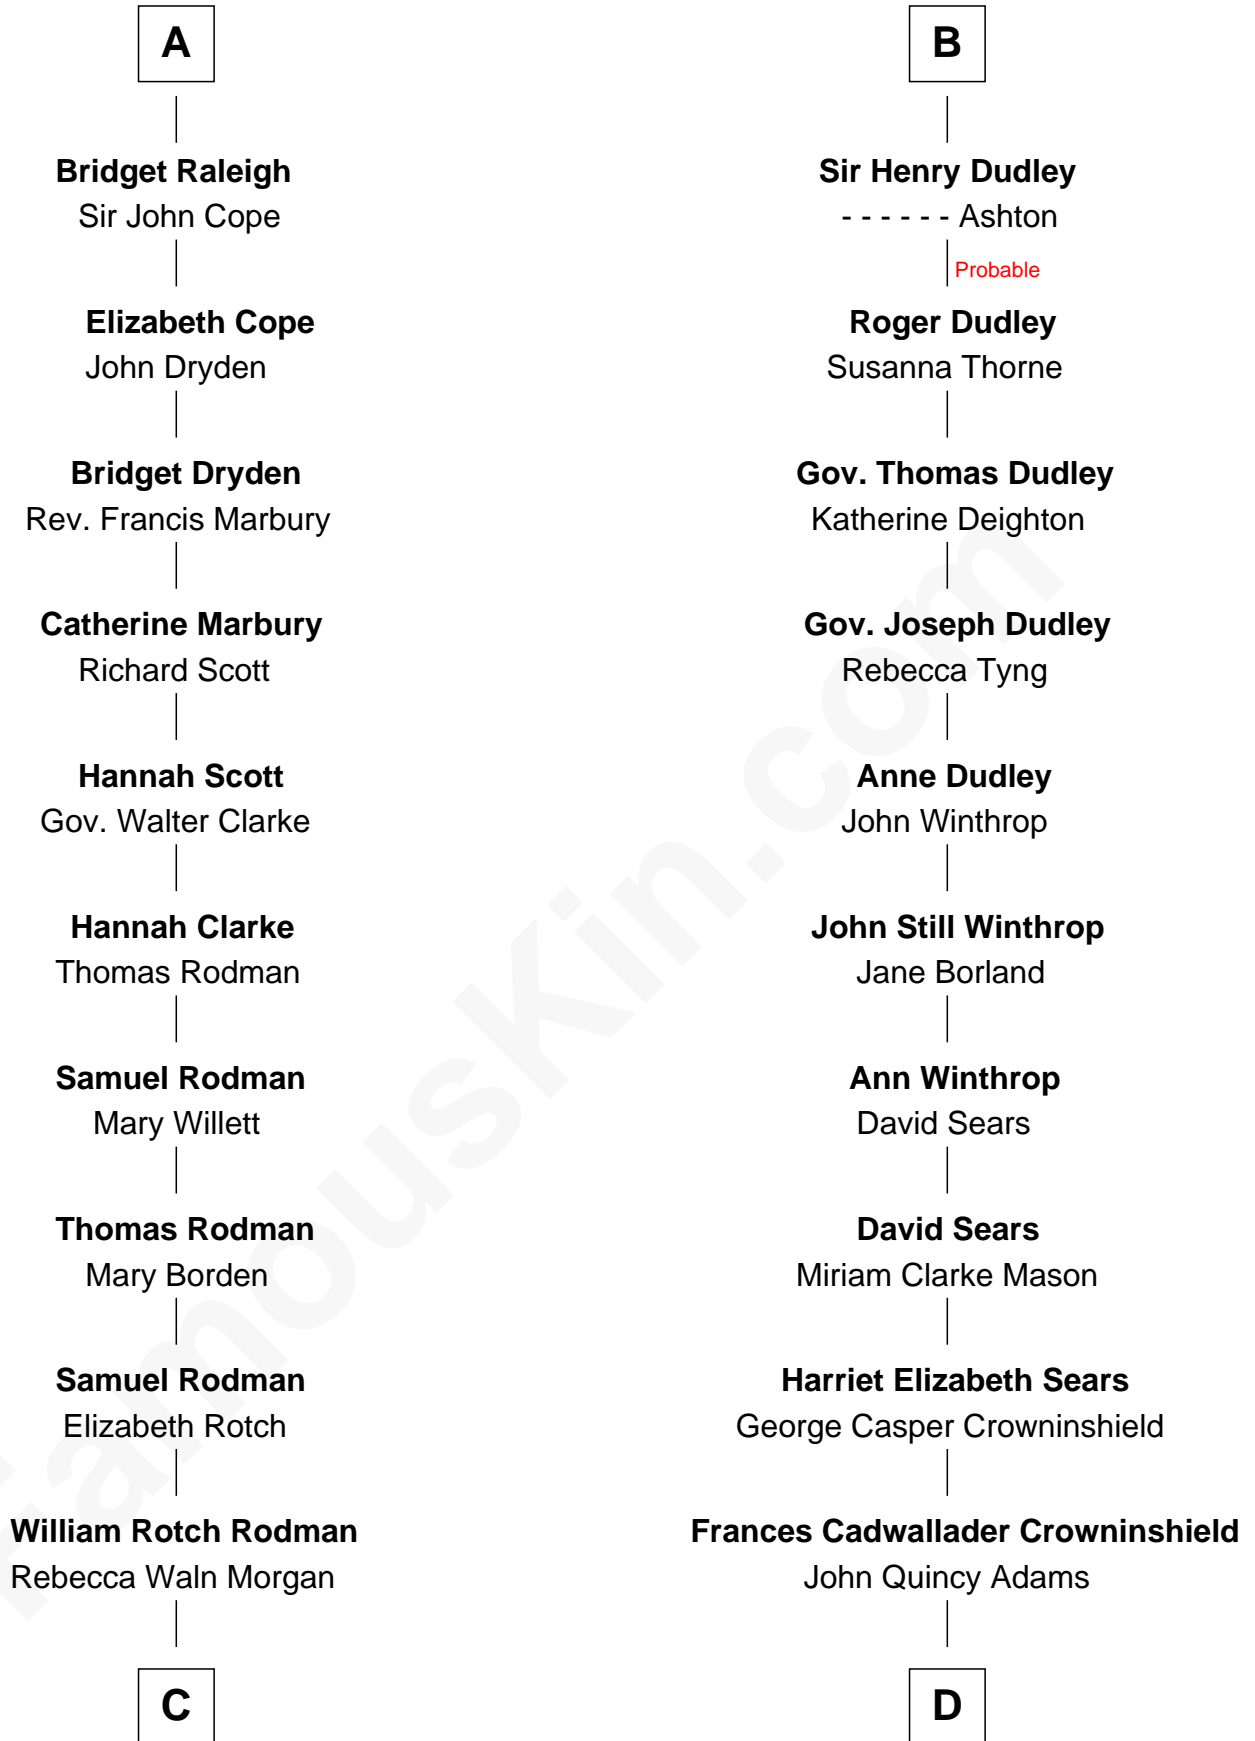 A
Bridget Raleigh
Sir John Cope
Elizabeth Cope
John Dryden
Bridget Dryden
Rev. Francis Marbury
Catherine Marbury
Richard Scott
Hannah Scott
Gov. Walter Clarke
Hannah Clarke
Thomas Rodman
Samuel Rodman
Mary Willett
Thomas Rodman
Mary Borden
Samuel Rodman
Elizabeth Rotch
William Rotch Rodman
Rebecca Waln Morgan
C
B
Sir Henry Dudley
- - - - - - Ashton
Probable
Roger Dudley
Susanna Thorne
Gov. Thomas Dudley
Katherine Deighton
Gov. Joseph Dudley
Rebecca Tyng
Anne Dudley
John Winthrop
John Still Winthrop
Jane Borland
Ann Winthrop
David Sears
David Sears
Miriam Clarke Mason
Harriet Elizabeth Sears
George Casper Crowninshield
Frances Cadwallader Crowninshield
John Quincy Adams
D
FamousKin.com